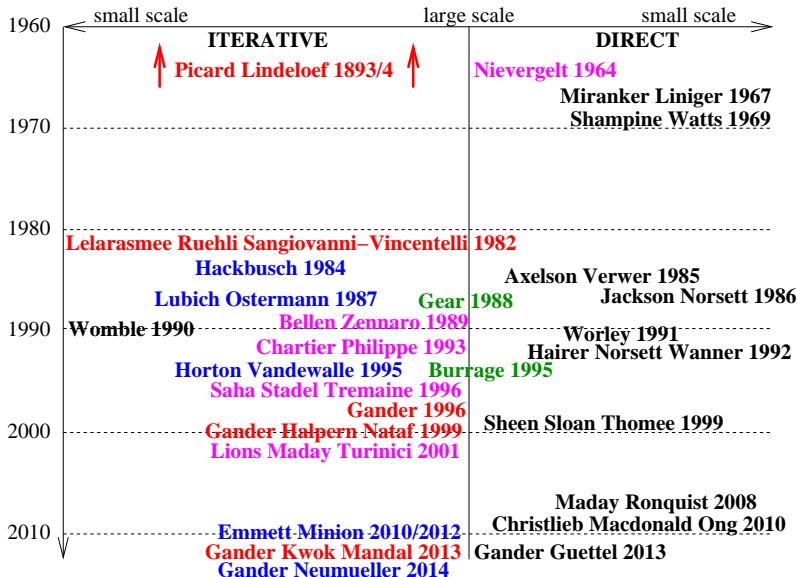 1960
small scale large scale small scale
ITERATIVE DIRECT
Picard Lindeloef 1893/4 Nievergelt 1964
Miranker Liniger 1967
Shampine Watts 1969
1970
1980
Lelarasmee Ruehli Sangiovanni−Vincentelli 1982
Hackbusch 1984
Axelson Verwer 1985
Lubich Ostermann 1987 Gear 1988 Jackson Norsett 1986
Bellen Zennaro 1989
1990 Womble 1990 Worley 1991
Chartier Philippe 1993 Hairer Norsett Wanner 1992
Horton Vandewalle 1995 Burrage 1995
Saha Stadel Tremaine 1996
Gander 1996
Sheen Sloan Thomee 1999
2000 Gander Halpern Nataf 1999
Lions Maday Turinici 2001
Maday Ronquist 2008
Christlieb Macdonald Ong 2010
2010 Emmett Minion 2010/2012
Gander Kwok Mandal 2013 Gander Guettel 2013
Gander Neumueller 2014